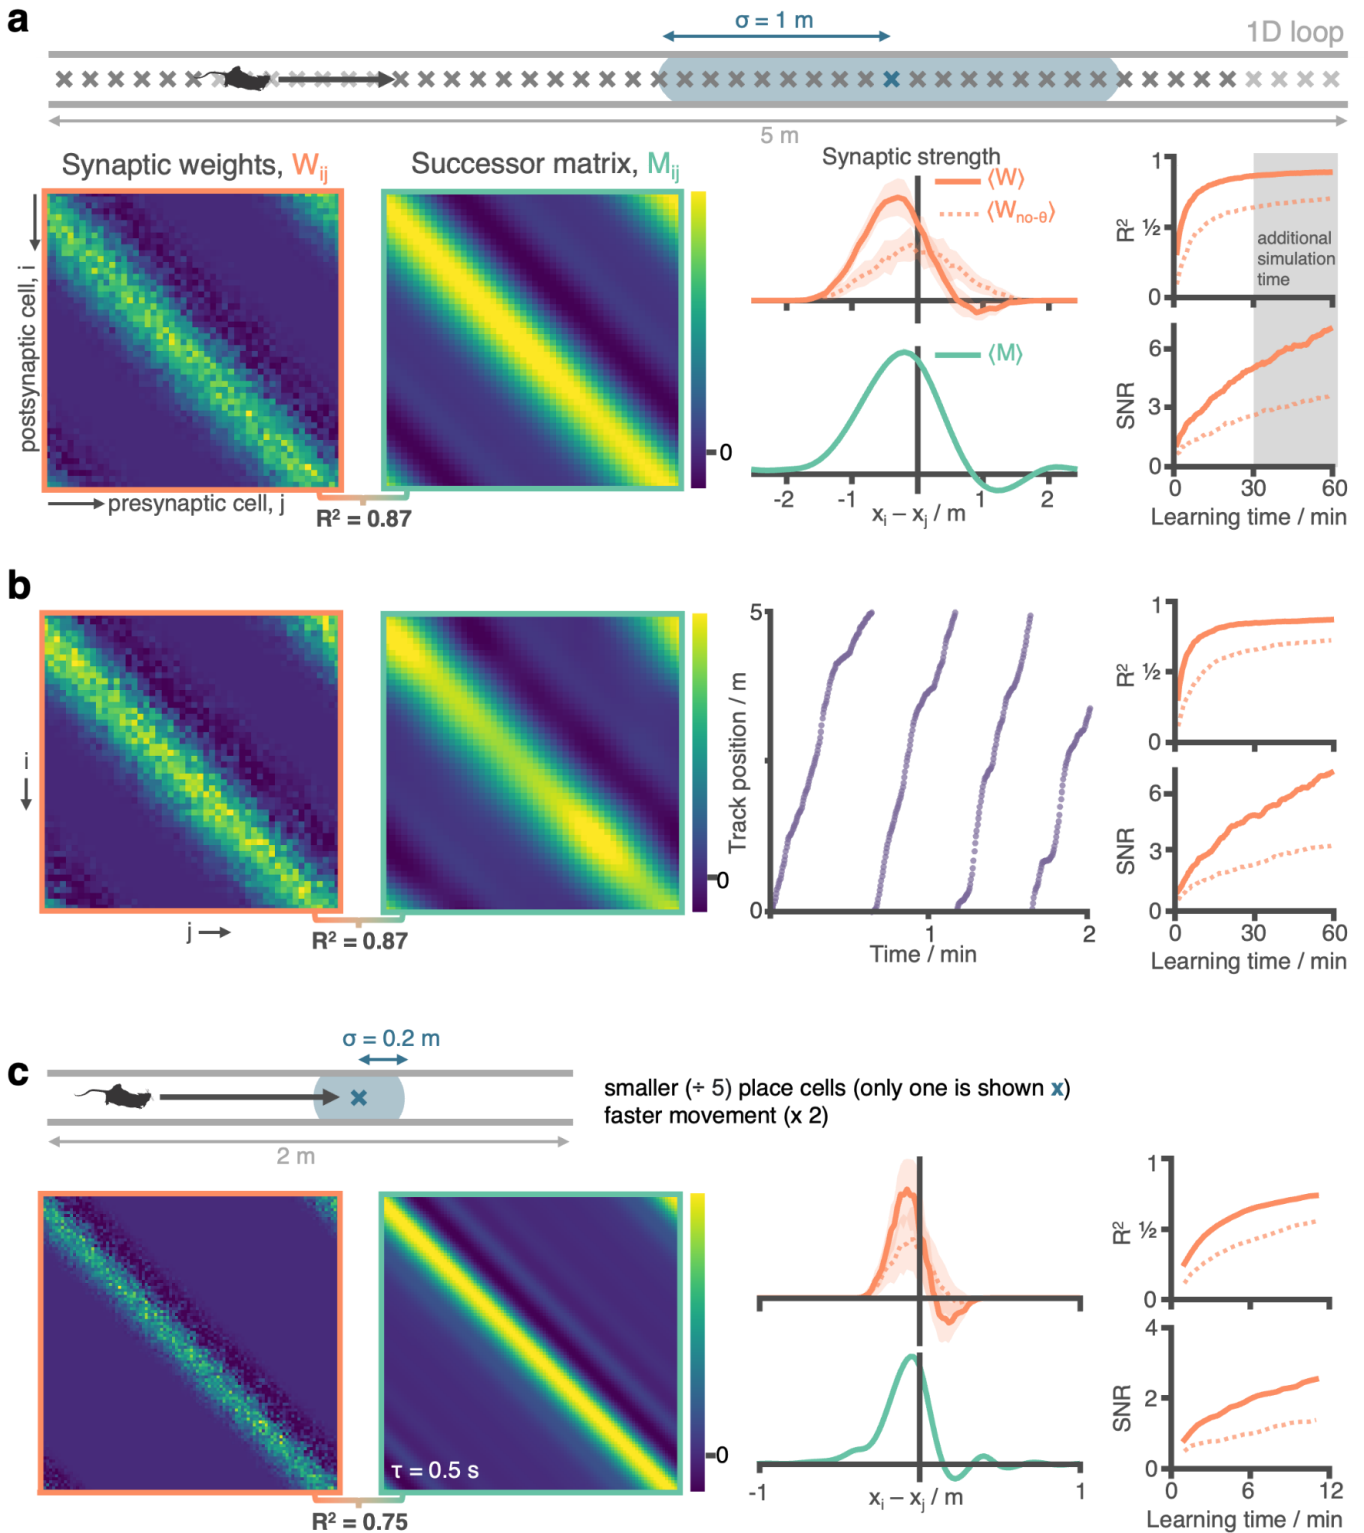 a
σ = 1 m
1D loop
5 m
Synaptic weights, Wij
Successor matrix, Mij
Synaptic strength
⟨W⟩
⟨Wno-θ⟩
⟨M⟩
postsynaptic cell, i
presynaptic cell, j
R² = 0.87
0
-2 -1 1 2
xi – xj / m
1
R² ½
0
additional
simulation
time
6
SNR 3
0
0 30 60
Learning time / min
b
i
j
R² = 0.87
0
5
Track position / m
0
1 2
Time / min
1
R² ½
0
6
SNR 3
0
0 30 60
Learning time / min
c
σ = 0.2 m
2 m
smaller (÷ 5) place cells (only one is shown x)
faster movement (x 2)
τ = 0.5 s
R² = 0.75
0
-1 1
xi – xj / m
1
R² ½
0
4
SNR 2
0
0 6 12
Learning time / min